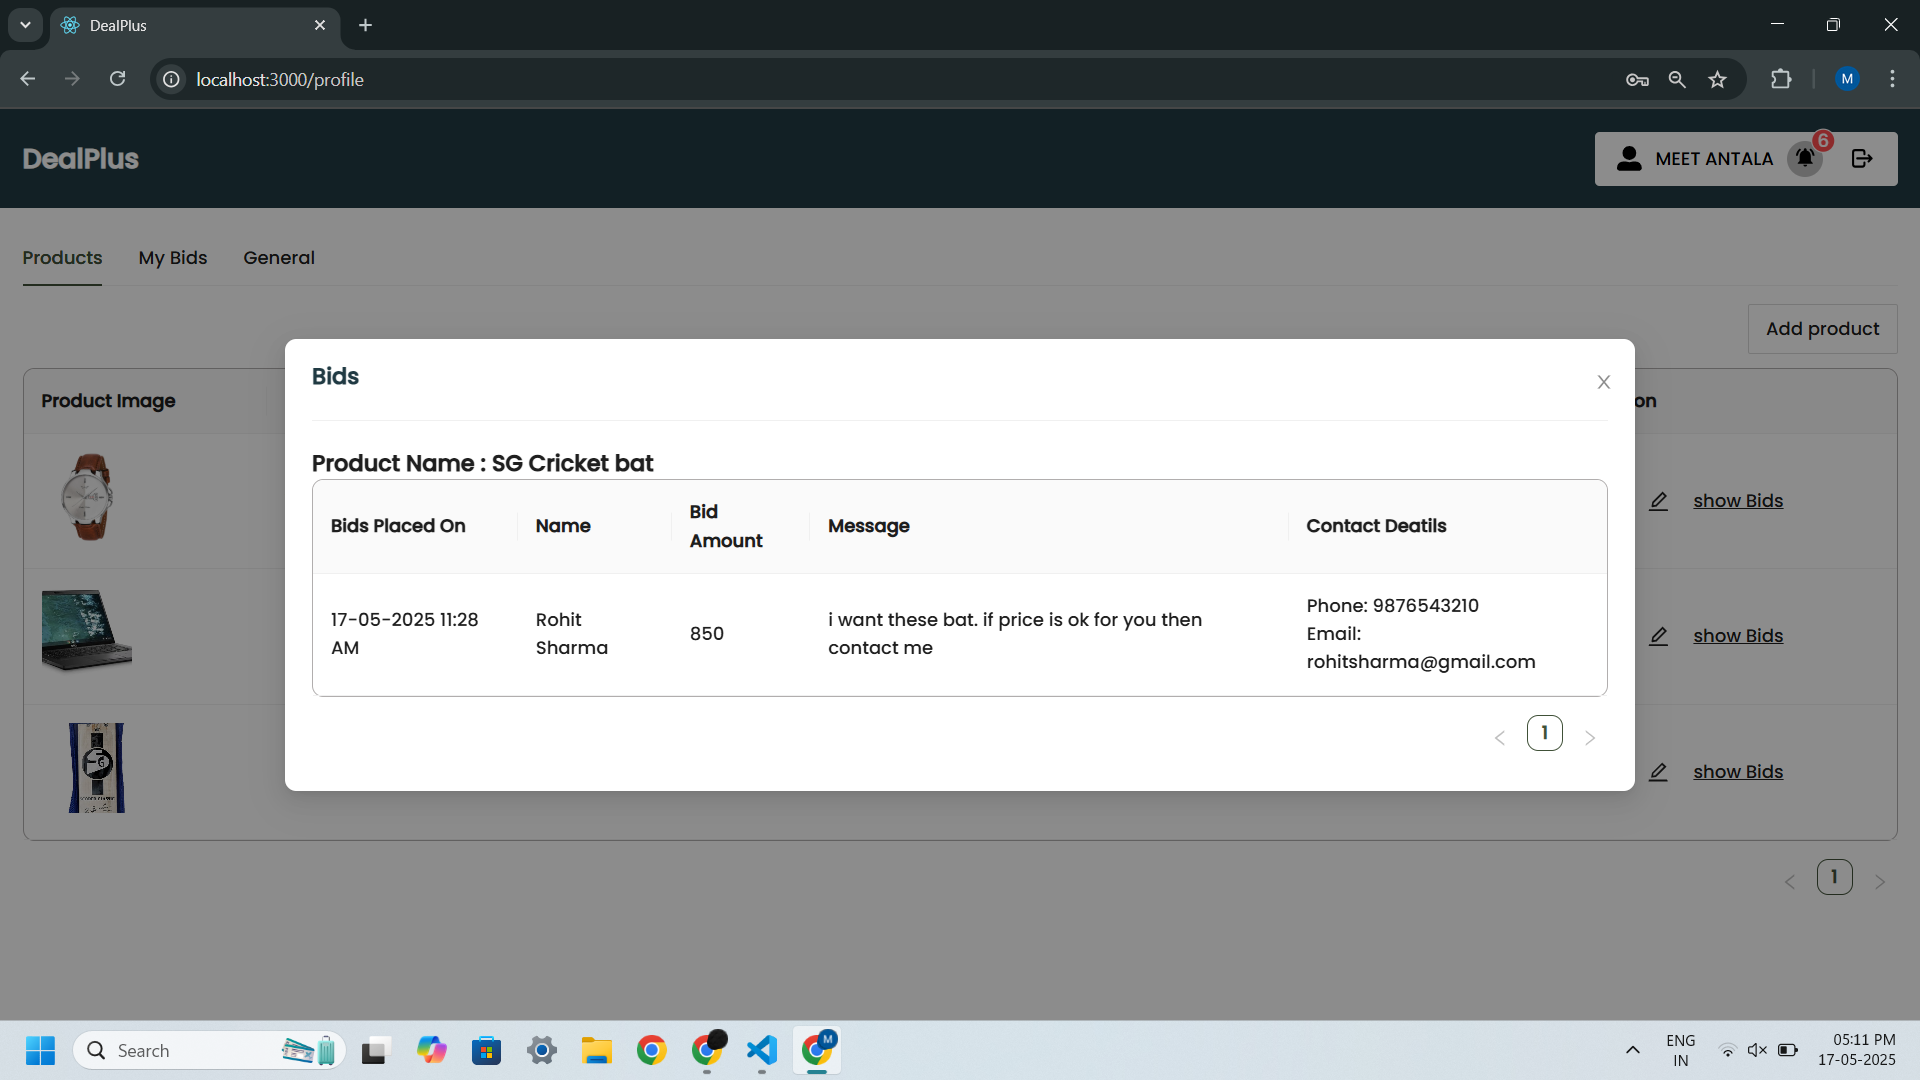 DealPlus
localhost:3000/profile
M
DealPlus
MEET ANTALA
6
Products
My Bids
General
Add product
Product Image
on
Bids
Product Name : SG Cricket bat
Bids Placed On
Name
Bid
Amount
Message
Contact Deatils
17-05-2025 11:28
AM
Rohit
Sharma
850
i want these bat. if price is ok for you then
contact me
Phone: 9876543210
Email:
rohitsharma@gmail.com
1
show Bids
show Bids
show Bids
1
Search
M
ENG
IN
05:11 PM
17-05-2025